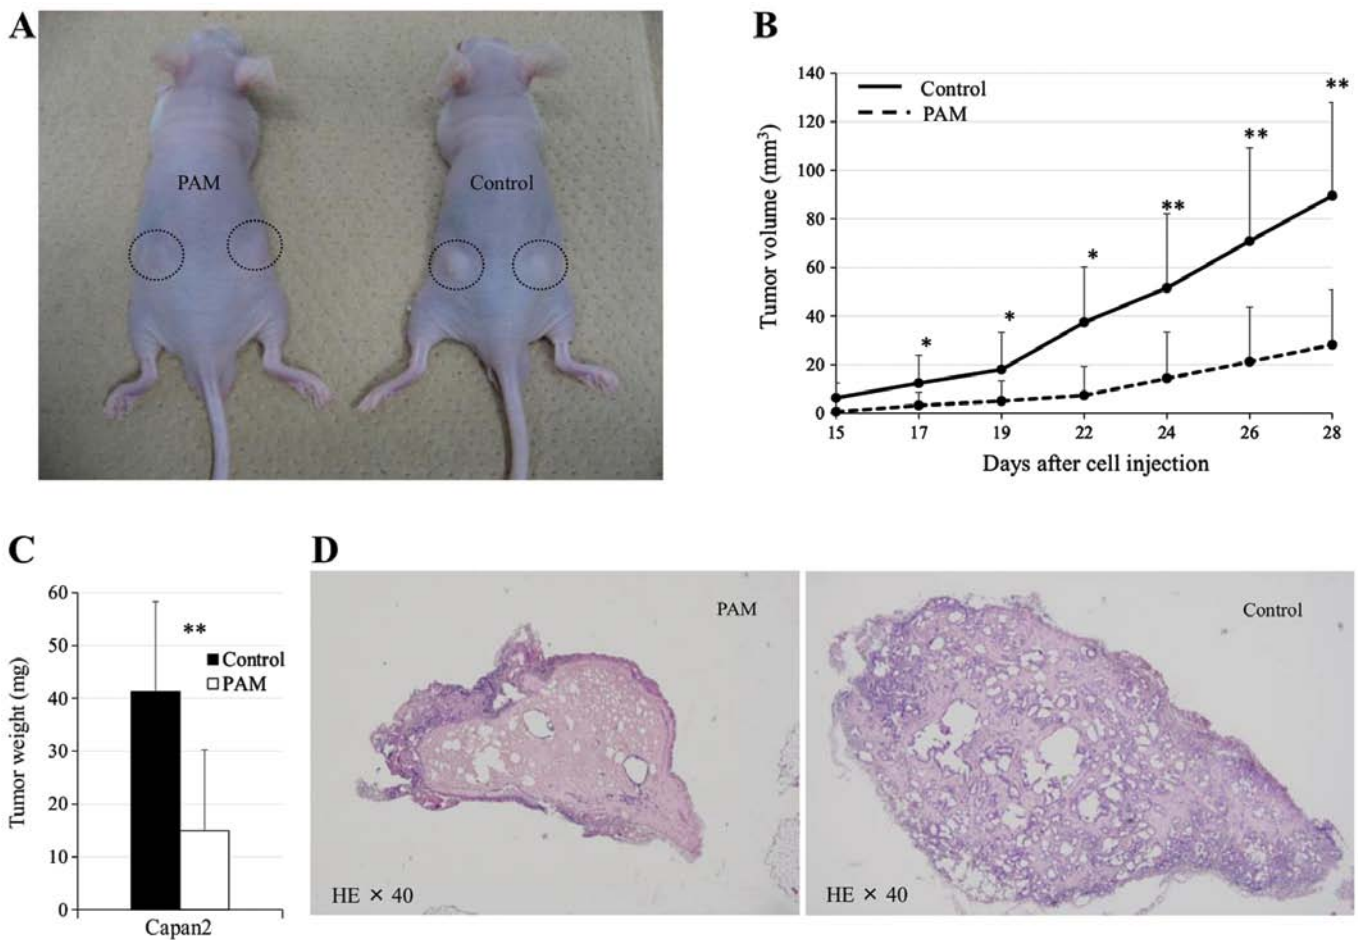 A
PAM
Control
B
Tumor volume (mm³)
140
120
100
80
60
40
20
0
Control
PAM
*
*
*
**
**
**
15 17 19 22 24 26 28
Days after cell injection
C
Tumor weight (mg)
60
50
40
30
20
10
0
**
Control
PAM
Capan2
D
PAM
HE × 40
Control
HE × 40